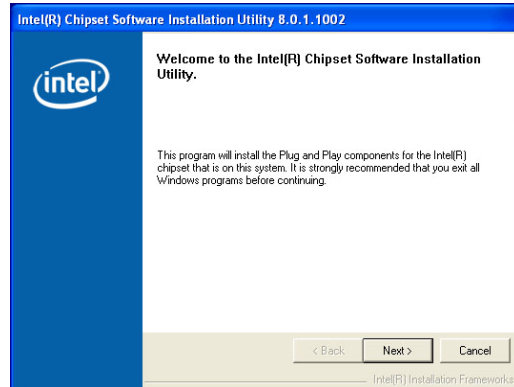 Intel(R) Chipset Software Installation Utility 8.0.1.1002
intel
Welcome to the Intel(R) Chipset Software Installation
Utility.
This program will install the Plug and Play components for the Intel(R)
chipset that is on this system. It is strongly recommended that you exit all
Windows programs before continuing.
< Back
Next >
Cancel
Intel(R) Installation Frameworks